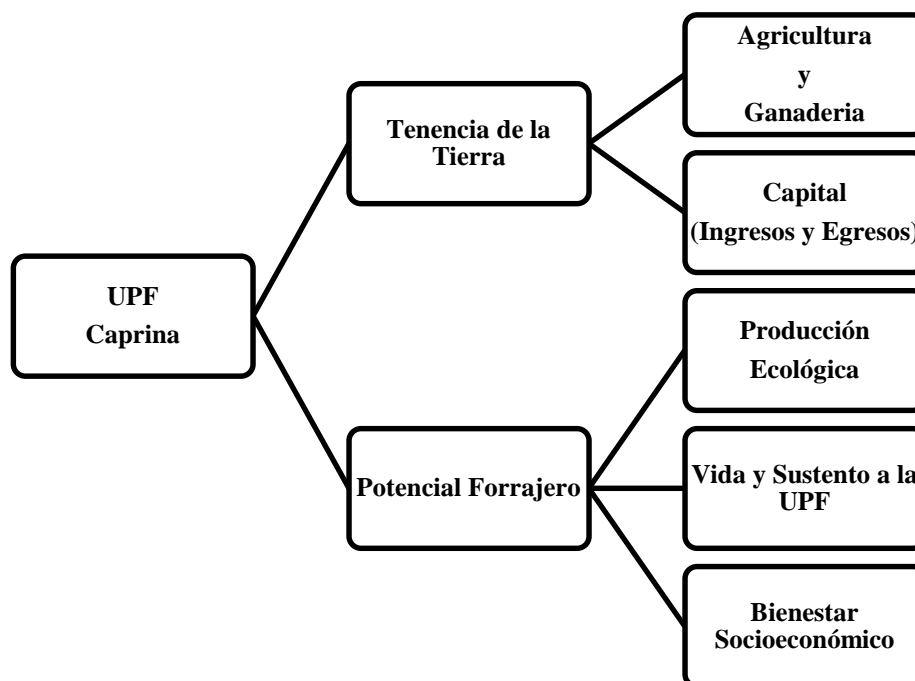 UPF
Caprina
Tenencia de la
Tierra
Agricultura
y
Ganaderia
Capital
(Ingresos y Egresos)
Potencial Forrajero
Producción
Ecológica
Vida y Sustento a la
UPF
Bienestar
Socioeconómico